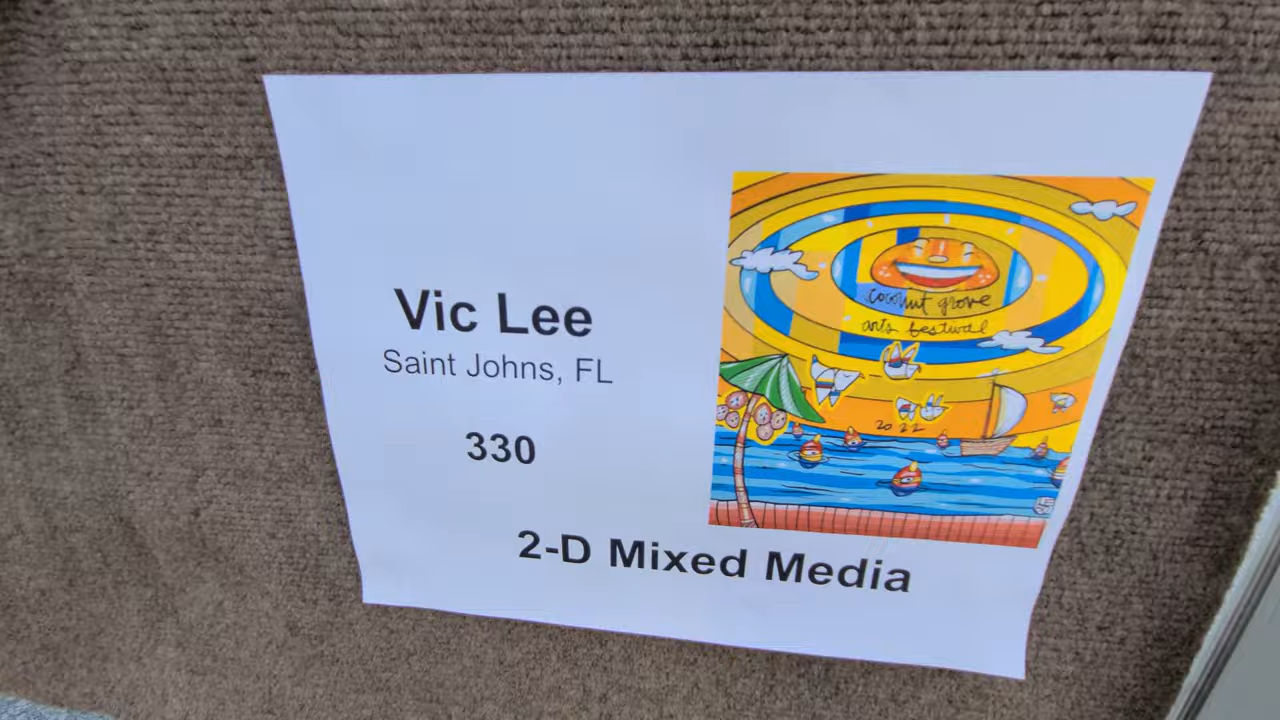 Vic Lee
Saint Johns, FL
330
2-D Mixed Media
coconut grove
arts festival
2022